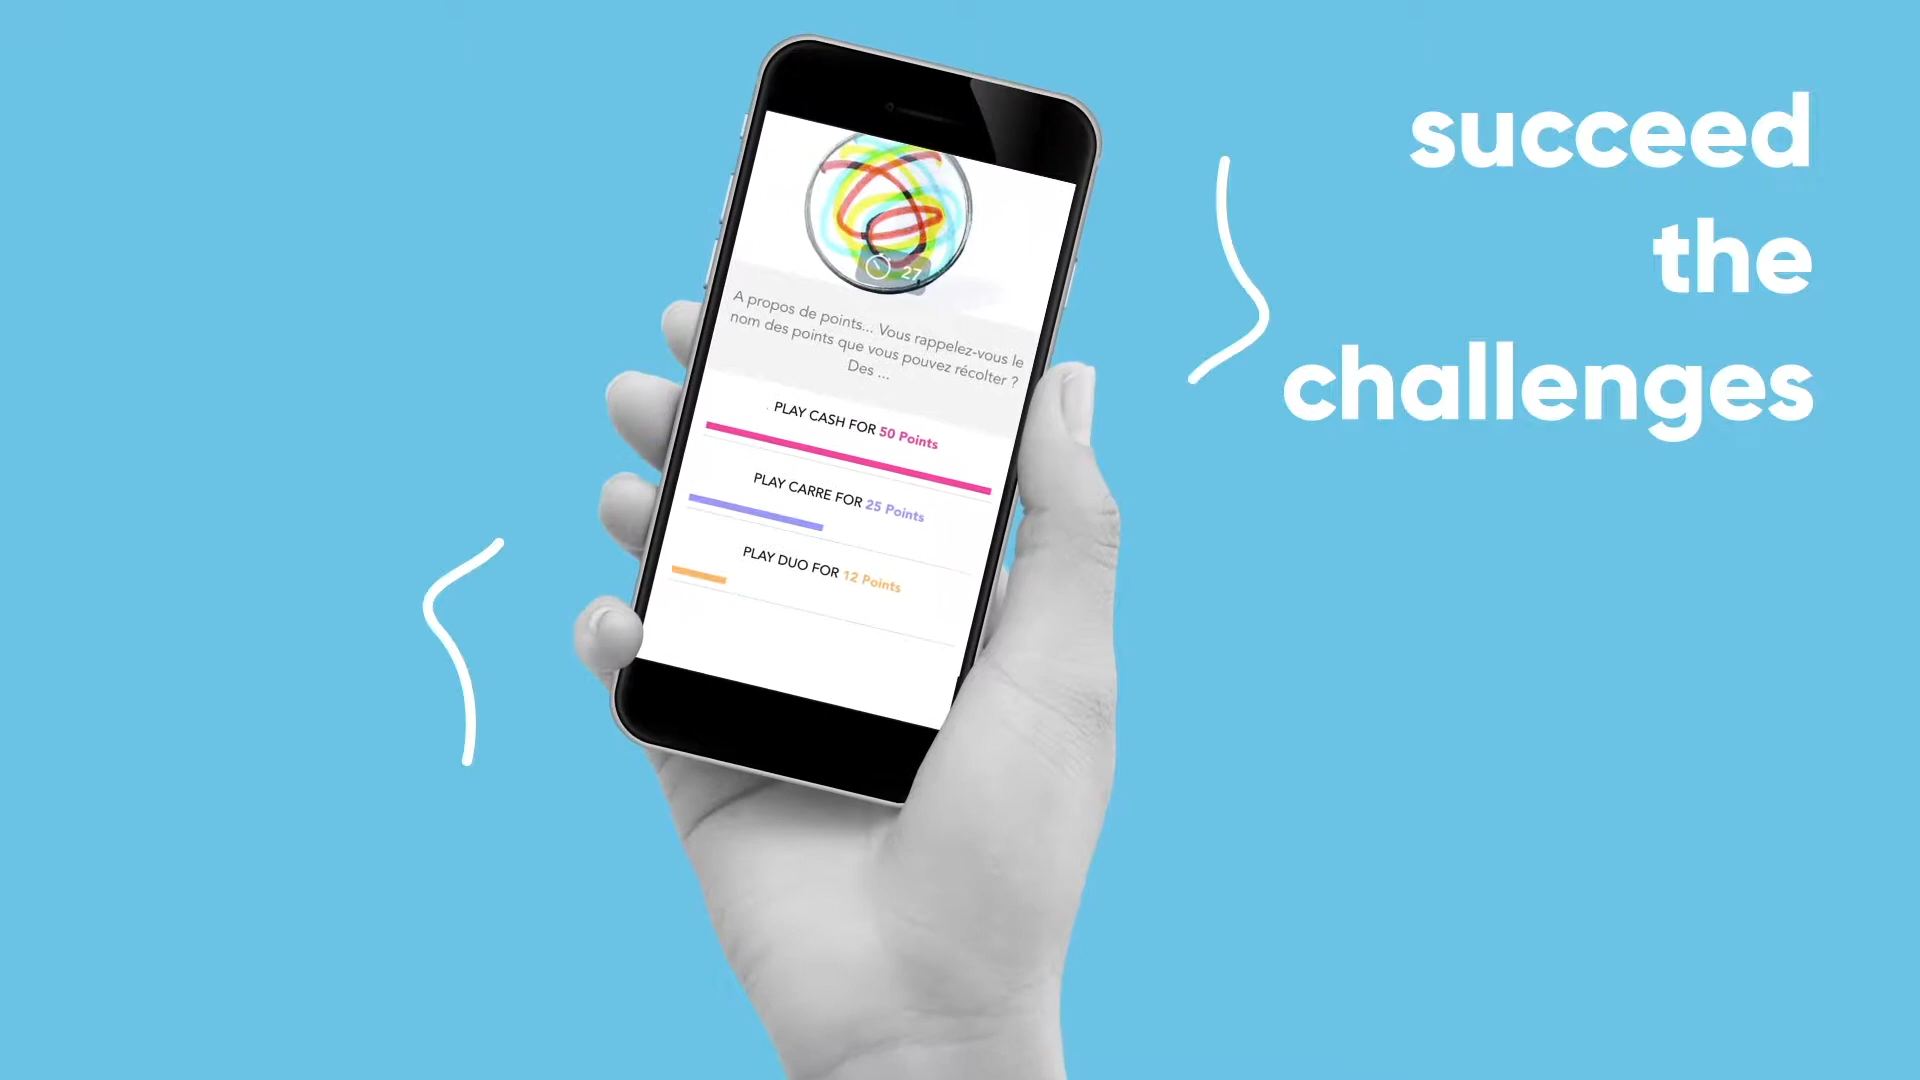 succeed
the
challenges
27
A propos de points... Vous rappelez-vous le
nom des points que vous pouvez récolter ?
Des ...
PLAY CASH FOR 50 Points
PLAY CARRE FOR 25 Points
PLAY DUO FOR 12 Points